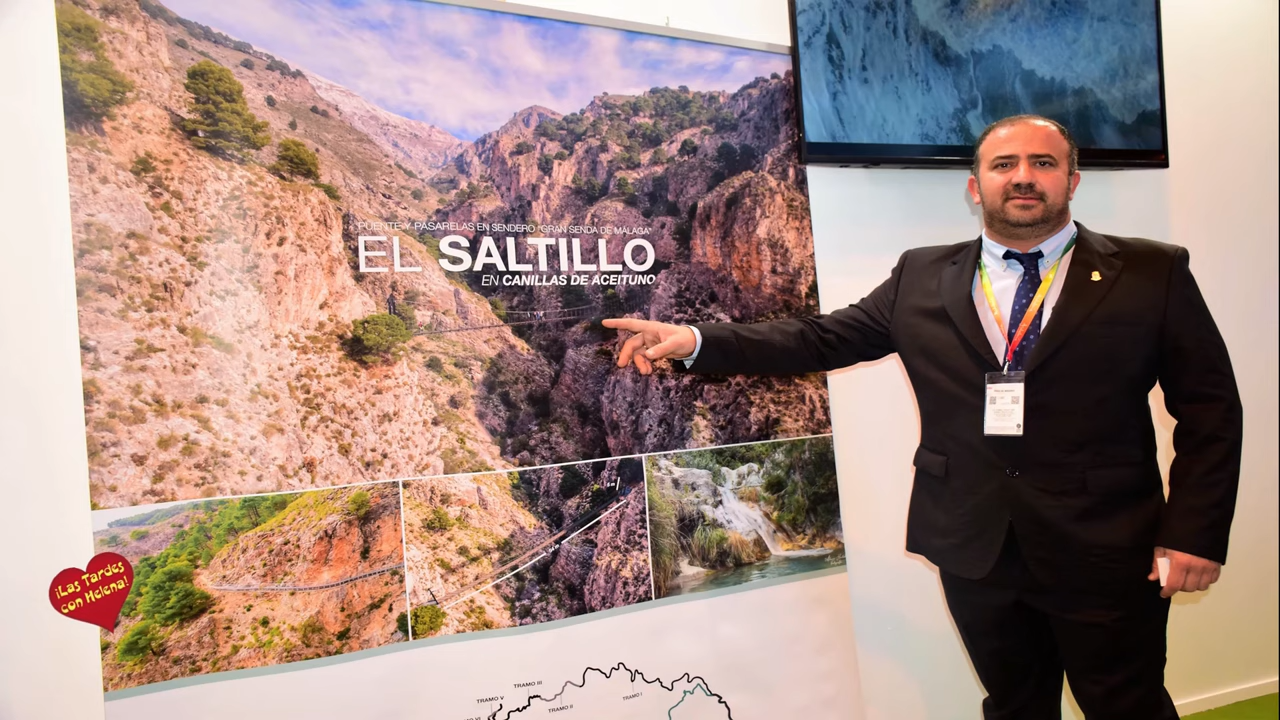 PUENTE Y PASARELAS EN SENDERO "GRAN SENDA DE MÁLAGA"
EL SALTILLO
EN CANILLAS DE ACEITUNO
¡Las Tardes
con Helena!
TRAMO III
TRAMO V
TRAMO I
TRAMO II